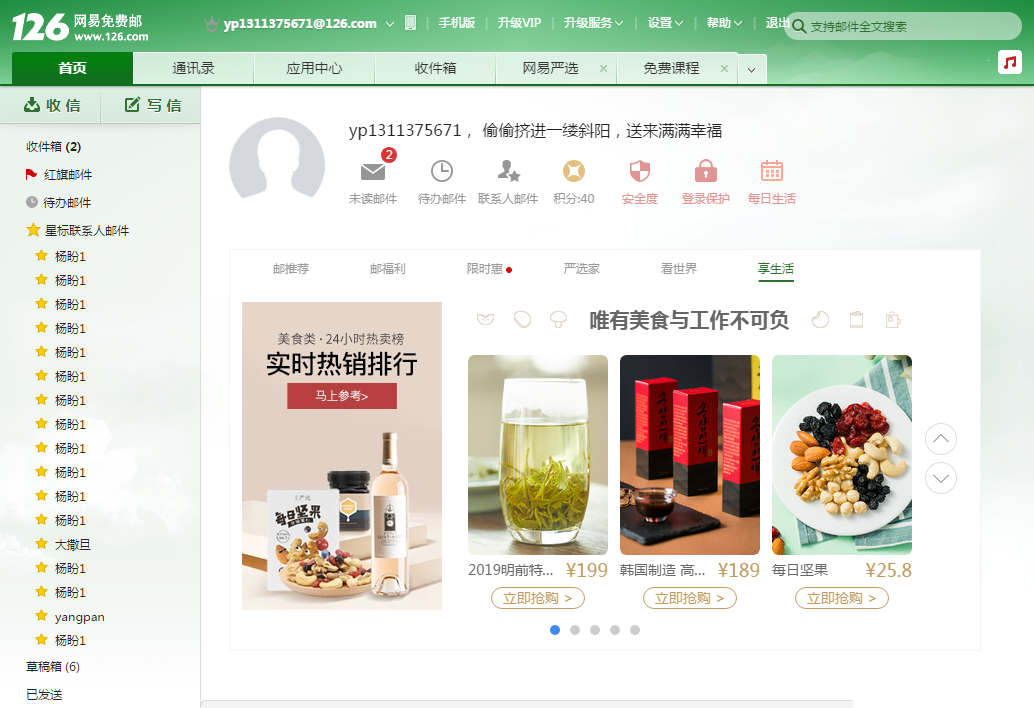 126 网易免费邮
www.126.com
yp1311375671@126.com 手机版 升级VIP 升级服务 设置 帮助 退出 支持邮件全文搜索
首页 通讯录 应用中心 收件箱 网易严选 × 免费课程 ×
收 信 写 信
收件箱 (2)
红旗邮件
待办邮件
星标联系人邮件
杨盼1
杨盼1
杨盼1
杨盼1
杨盼1
杨盼1
杨盼1
杨盼1
杨盼1
杨盼1
杨盼1
杨盼1
大撒旦
杨盼1
杨盼1
yangpan
杨盼1
草稿箱 (6)
已发送
yp1311375671 , 偷偷挤进一缕斜阳，送来满满幸福
2
未读邮件 待办邮件 联系人邮件 积分:40 安全度 登录保护 每日生活
邮推荐 邮福利 限时惠 严选家 看世界 享生活
美食类 · 24小时热卖榜
实时热销排行
马上参考>
每日坚果
唯有美食与工作不可负
2019明前特... ¥199 韩国制造 高... ¥189 每日坚果 ¥25.8
立即抢购 > 立即抢购 > 立即抢购 >